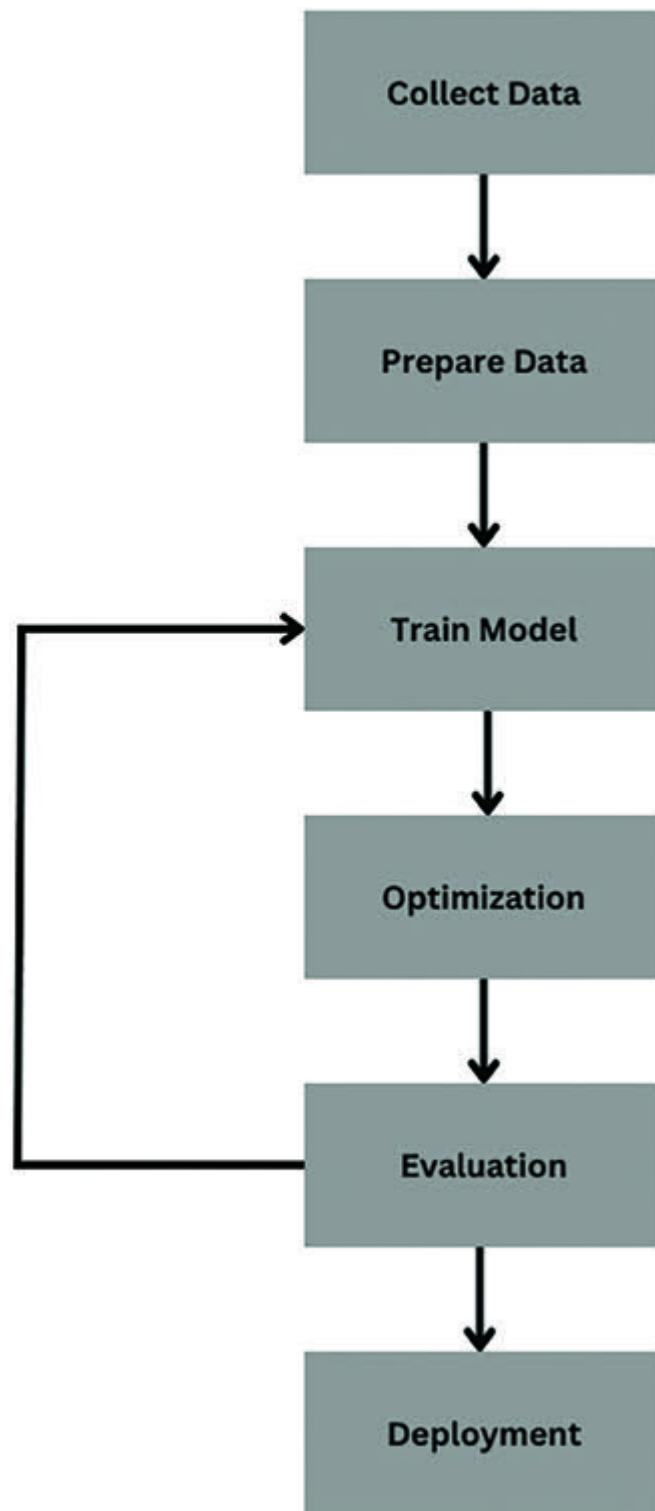 Collect Data
Prepare Data
Train Model
Optimization
Evaluation
Deployment